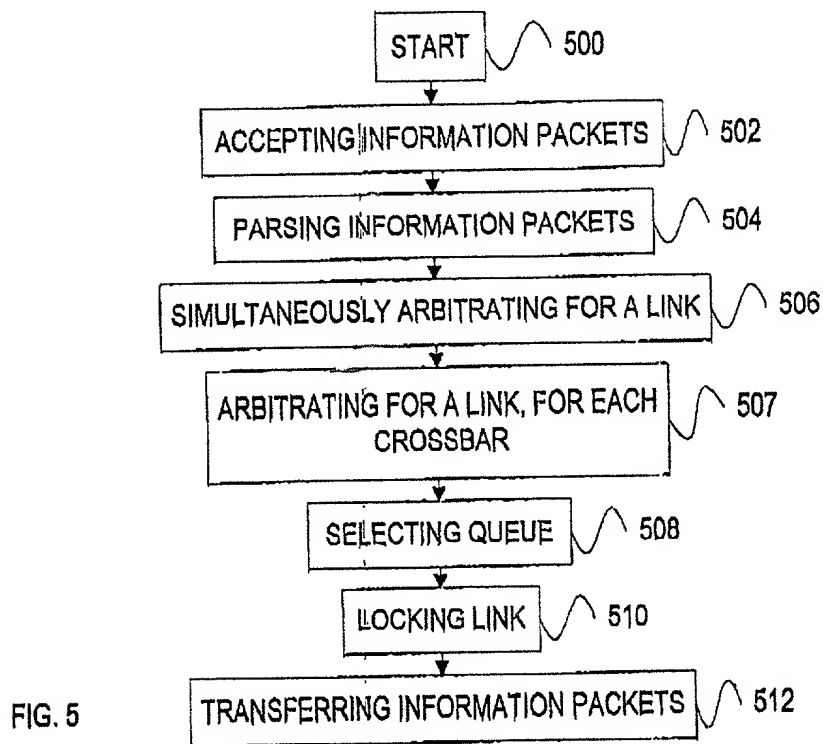 START 500
ACCEPTING INFORMATION PACKETS 502
PARSING INFORMATION PACKETS 504
SIMULTANEOUSLY ARBITRATING FOR A LINK 506
ARBITRATING FOR A LINK, FOR EACH 507
CROSSBAR
SELECTING QUEUE 508
LOCKING LINK 510
TRANSFERRING INFORMATION PACKETS 512
FIG. 5